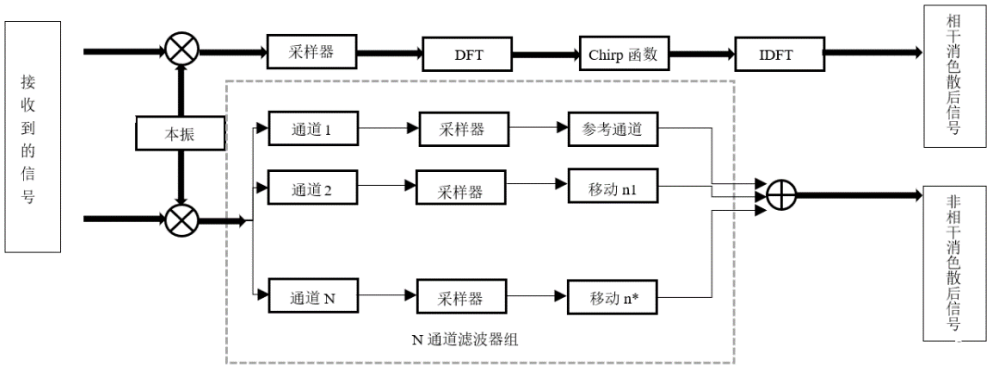 接收到的信号
本振
采样器
DFT
Chirp 函数
IDFT
相干消色散后信号
通道 1
采样器
参考通道
通道 2
采样器
移动 n1
通道 N
采样器
移动 n*
N 通道滤波器组
非相干消色散后信号